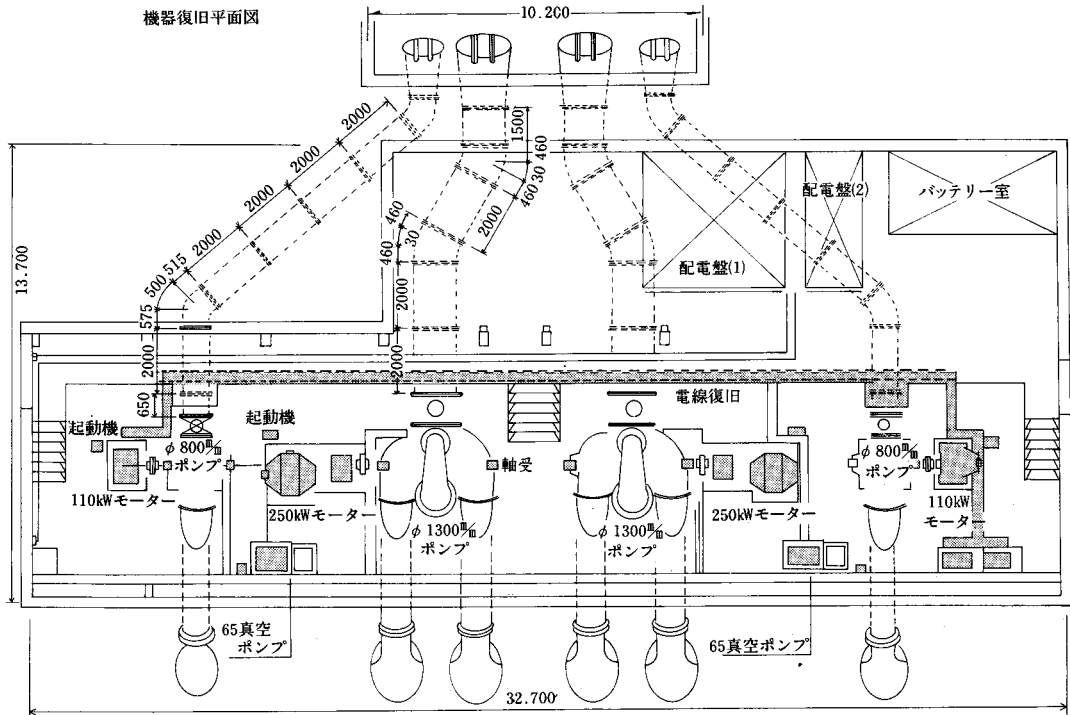 機器復旧平面図
10.200
13.700
2000
2000
2000
2000
515
500
575
2000
650
1500
460
30
460
2000
460
30
460
2000
2000
配電盤(1)
配電盤(2)
バッテリー室
電線復旧
起動機
起動機
φ800m/m
ポンプ
110kWモーター
250kWモーター
軸受
φ1300m/m
ポンプ
φ1300m/m
ポンプ
250kWモーター
φ800m/m
ポンプ
110kW
モーター
65真空
ポンプ
65真空ポンプ
32.700